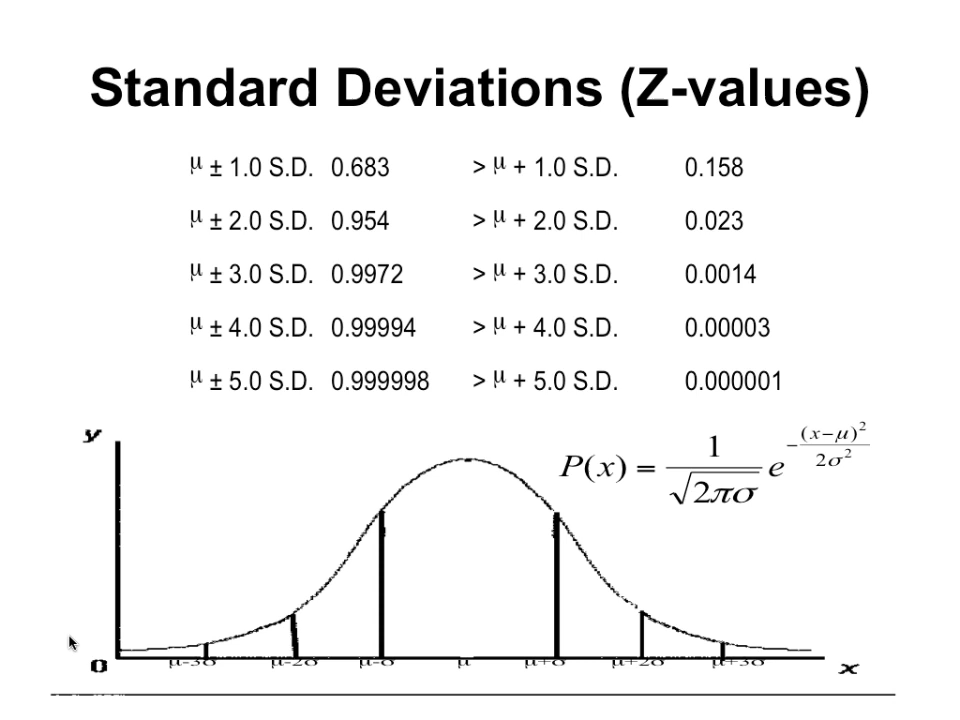 Standard Deviations (Z-values)
μ ± 1.0 S.D. 0.683 > μ + 1.0 S.D. 0.158
μ ± 2.0 S.D. 0.954 > μ + 2.0 S.D. 0.023
μ ± 3.0 S.D. 0.9972 > μ + 3.0 S.D. 0.0014
μ ± 4.0 S.D. 0.99994 > μ + 4.0 S.D. 0.00003
μ ± 5.0 S.D. 0.999998 > μ + 5.0 S.D. 0.000001
y
P(x) = 1/√(2πσ) e^(-(x-μ)²/(2σ²))
0 μ-3σ μ-2σ μ-σ μ μ+σ μ+2σ μ+3σ x